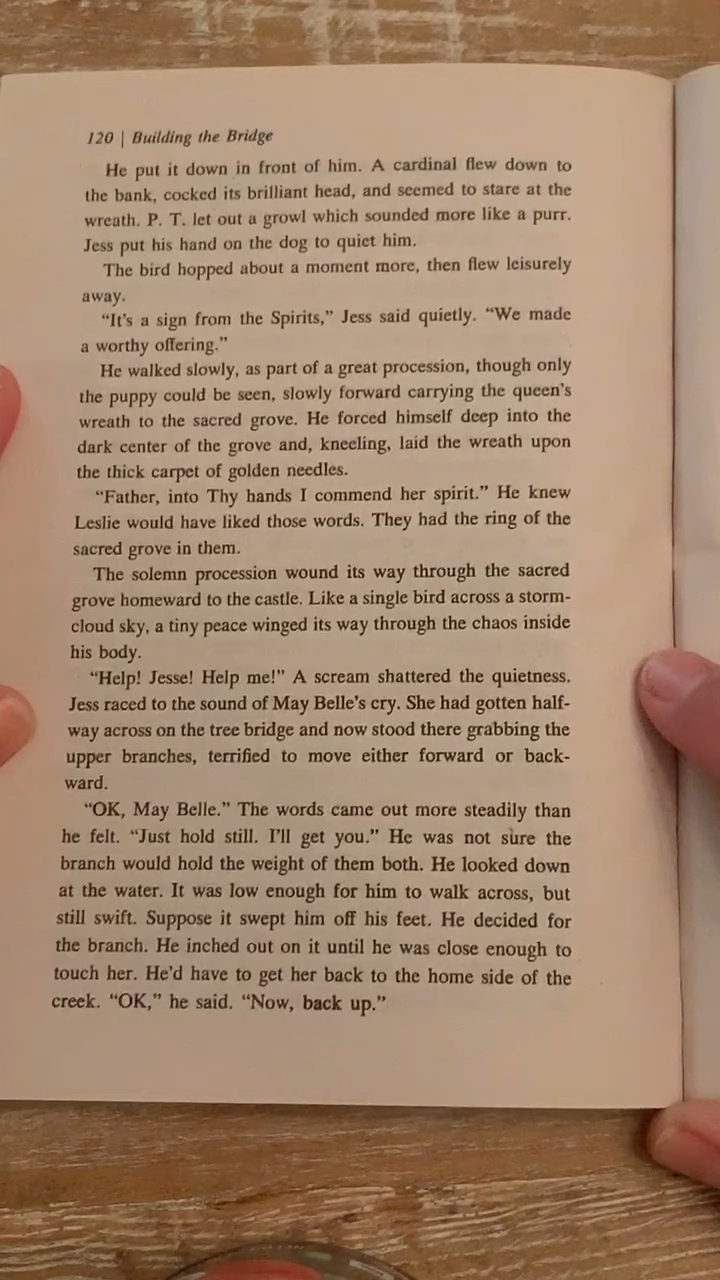 120 | Building the Bridge
He put it down in front of him. A cardinal flew down to
the bank, cocked its brilliant head, and seemed to stare at the
wreath. P. T. let out a growl which sounded more like a purr.
Jess put his hand on the dog to quiet him.
The bird hopped about a moment more, then flew leisurely
away.
“It’s a sign from the Spirits,” Jess said quietly. “We made
a worthy offering.”
He walked slowly, as part of a great procession, though only
the puppy could be seen, slowly forward carrying the queen’s
wreath to the sacred grove. He forced himself deep into the
dark center of the grove and, kneeling, laid the wreath upon
the thick carpet of golden needles.
“Father, into Thy hands I commend her spirit.” He knew
Leslie would have liked those words. They had the ring of the
sacred grove in them.
The solemn procession wound its way through the sacred
grove homeward to the castle. Like a single bird across a storm-
cloud sky, a tiny peace winged its way through the chaos inside
his body.
“Help! Jesse! Help me!” A scream shattered the quietness.
Jess raced to the sound of May Belle’s cry. She had gotten half-
way across on the tree bridge and now stood there grabbing the
upper branches, terrified to move either forward or back-
ward.
“OK, May Belle.” The words came out more steadily than
he felt. “Just hold still. I’ll get you.” He was not sure the
branch would hold the weight of them both. He looked down
at the water. It was low enough for him to walk across, but
still swift. Suppose it swept him off his feet. He decided for
the branch. He inched out on it until he was close enough to
touch her. He’d have to get her back to the home side of the
creek. “OK,” he said. “Now, back up.”